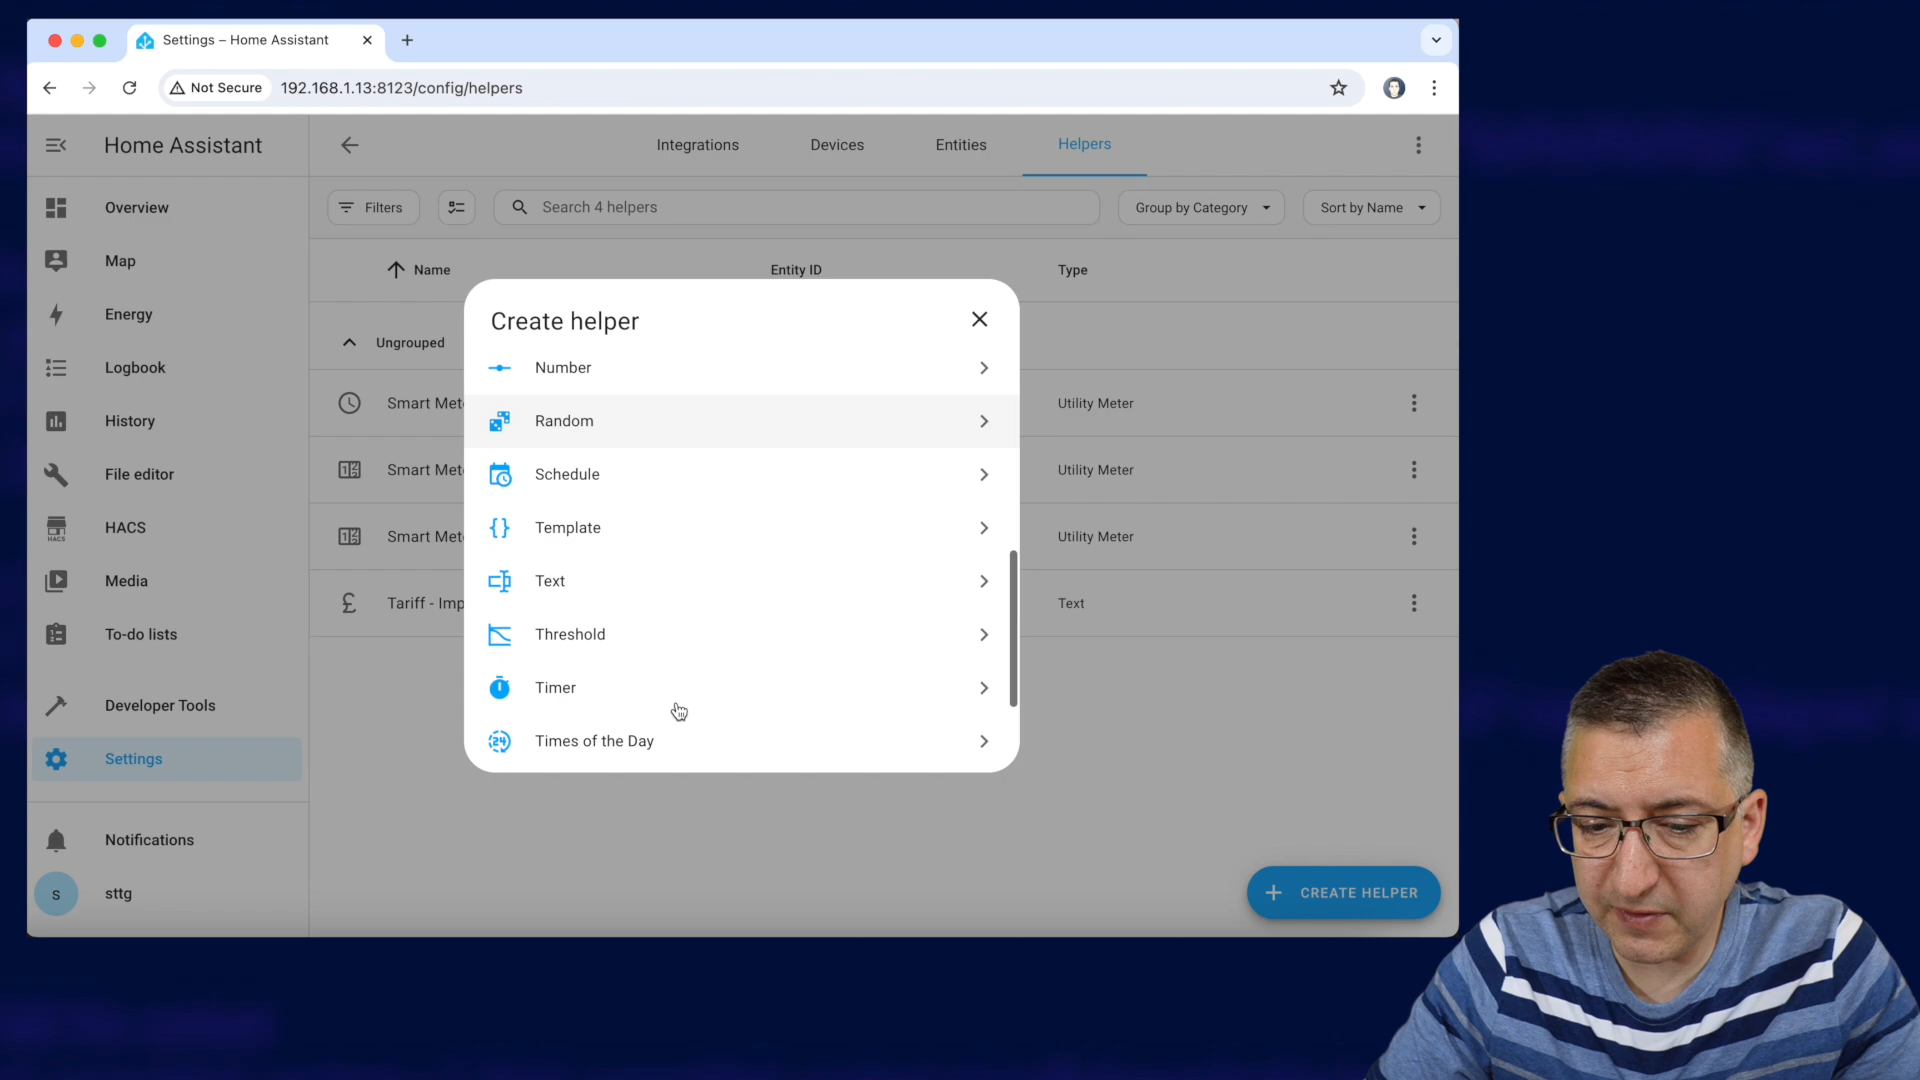 Settings – Home Assistant
Not Secure
192.168.1.13:8123/config/helpers
Home Assistant
Integrations
Devices
Entities
Helpers
Overview
Map
Energy
Logbook
History
File editor
HACS
HACS
Media
To-do lists
Developer Tools
Settings
Notifications
s
sttg
Filters
Search 4 helpers
Group by Category
Sort by Name
Name
Entity ID
Type
Ungrouped
Smart Met
Utility Meter
Smart Met
Utility Meter
Smart Met
Utility Meter
£
Tariff - Imp
Text
Create helper
Number
Random
Schedule
Template
Text
Threshold
Timer
24
Times of the Day
CREATE HELPER